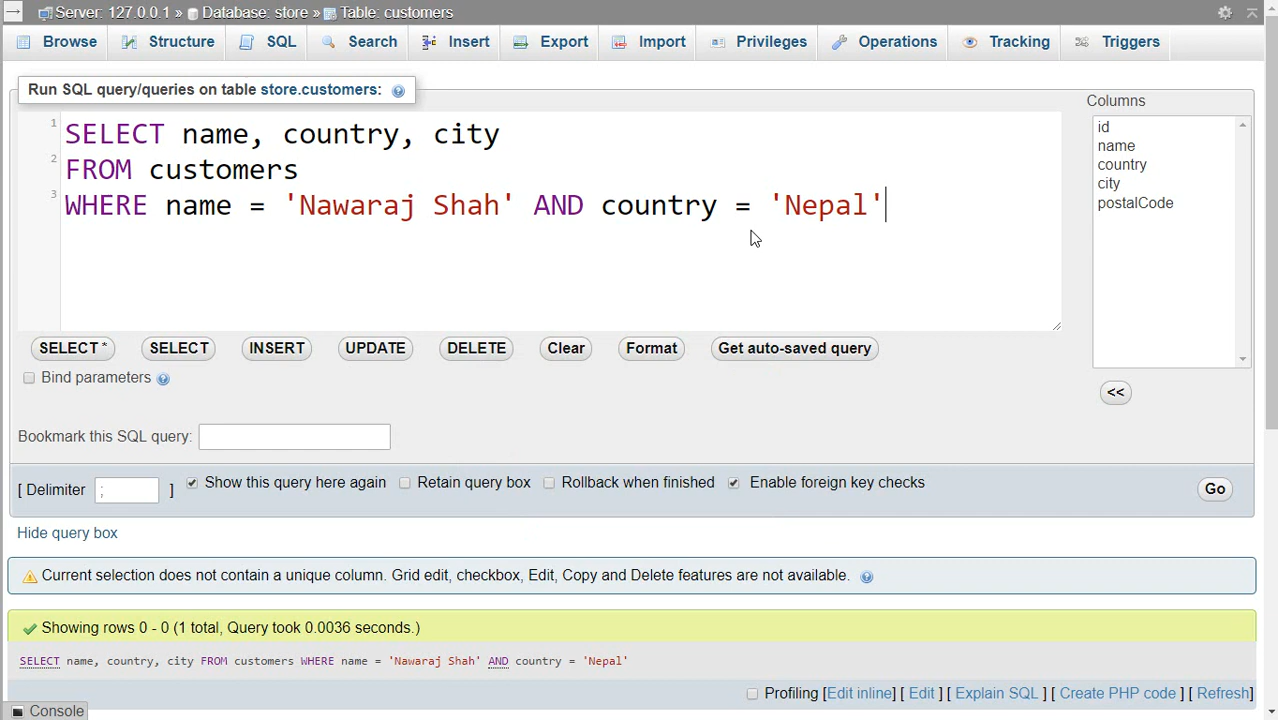 Server: 127.0.0.1 » Database: store » Table: customers
Browse Structure SQL Search Insert Export Import Privileges Operations Tracking Triggers
Run SQL query/queries on table store.customers:
Columns
1 SELECT name, country, city
2 FROM customers
3 WHERE name = 'Nawaraj Shah' AND country = 'Nepal'
id
name
country
city
postalCode
SELECT * SELECT INSERT UPDATE DELETE Clear Format Get auto-saved query
Bind parameters
<<
Bookmark this SQL query:
[ Delimiter ; ] Show this query here again Retain query box Rollback when finished Enable foreign key checks Go
Hide query box
Current selection does not contain a unique column. Grid edit, checkbox, Edit, Copy and Delete features are not available.
Showing rows 0 - 0 (1 total, Query took 0.0036 seconds.)
SELECT name, country, city FROM customers WHERE name = 'Nawaraj Shah' AND country = 'Nepal'
Profiling [Edit inline] [ Edit ] [ Explain SQL ] [ Create PHP code ] [ Refresh]
Console